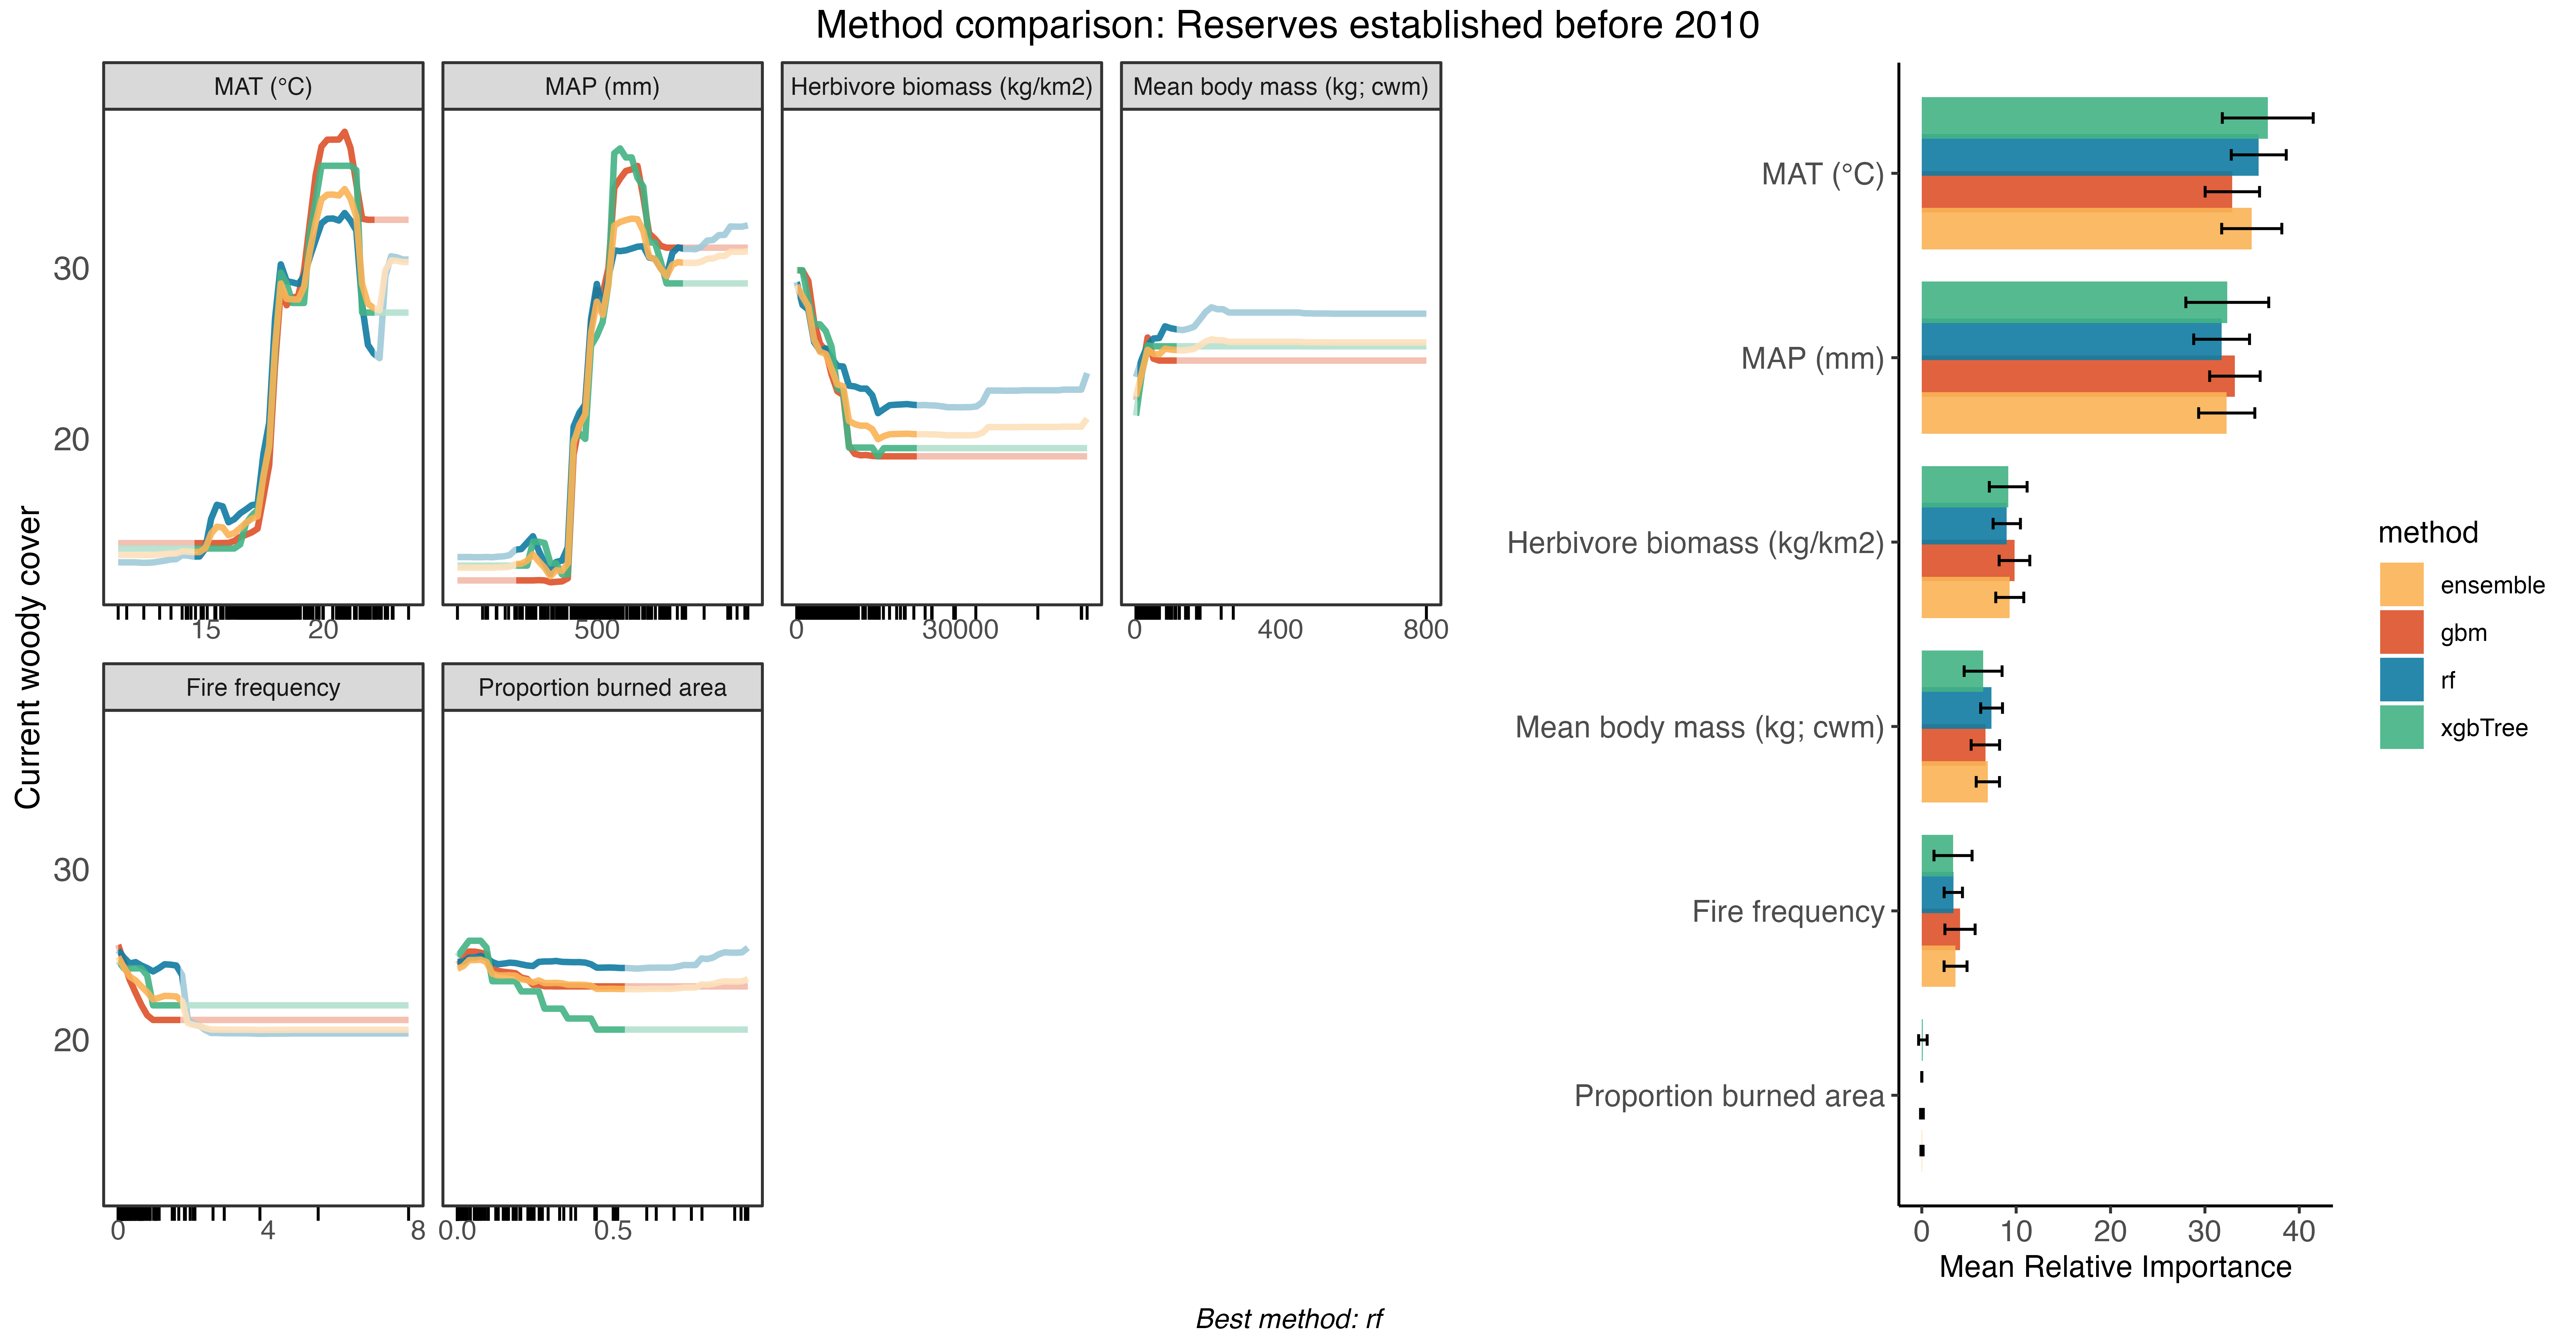 Method comparison: Reserves established before 2010
MAT (°C)
MAP (mm)
Herbivore biomass (kg/km2)
Mean body mass (kg; cwm)
30
20
15
20
500
0
30000
0
400
800
Current woody cover
Fire frequency
Proportion burned area
30
20
0
4
8
0.0
0.5
MAT (°C)
MAP (mm)
Herbivore biomass (kg/km2)
Mean body mass (kg; cwm)
Fire frequency
Proportion burned area
0
10
20
30
40
Mean Relative Importance
method
ensemble
gbm
rf
xgbTree
Best method: rf